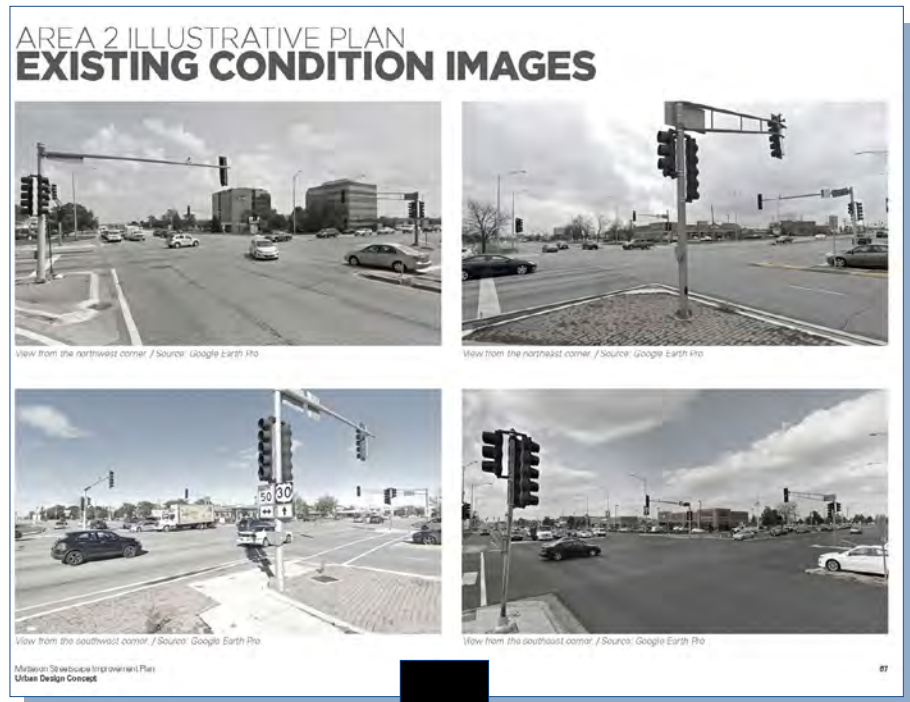 AREA 2 ILLUSTRATIVE PLAN
EXISTING CONDITION IMAGES
View from the northwest corner. / Source: Google Earth Pro
View from the northeast corner. / Source: Google Earth Pro
50 30
View from the southwest corner. / Source: Google Earth Pro
View from the southeast corner. / Source: Google Earth Pro
Matteson Streetscape Improvement Plan
Urban Design Concept
67